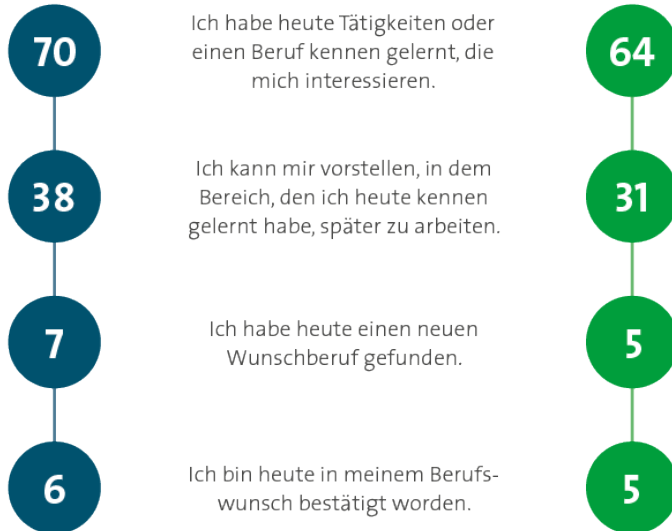 70
Ich habe heute Tätigkeiten oder
einen Beruf kennen gelernt, die
mich interessieren.
64
38
Ich kann mir vorstellen, in dem
Bereich, den ich heute kennen
gelernt habe, später zu arbeiten.
31
7
Ich habe heute einen neuen
Wunschberuf gefunden.
5
6
Ich bin heute in meinem Berufs-
wunsch bestätigt worden.
5